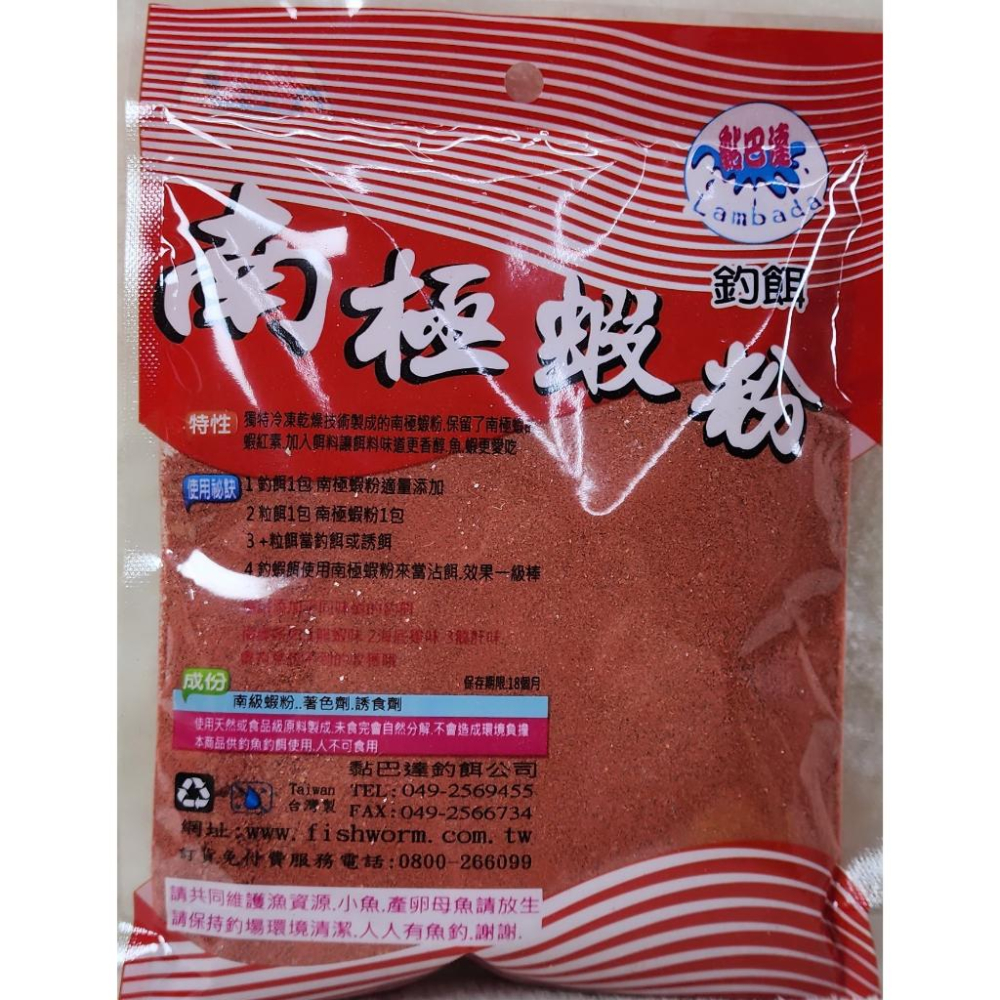 黏巴達
Lambada
釣餌
南極蝦粉
特性
獨特冷凍乾燥技術製成的南極蝦粉.保留了南極蝦
蝦紅素.加入餌料讓餌料味道更香醇.魚.蝦更愛吃
使用祕訣
1 釣餌1包 南極蝦粉適量添加
2 粒餌1包 南極蝦粉1包
3 +粒餌當釣餌或誘餌
4 釣蝦餌使用南極蝦粉來當沾餌.效果一級棒
保存期限:18個月
成份
南級蝦粉..著色劑.誘食劑
使用天然或食品級原料製成.未食完會自然分解.不會造成環境負擔
本商品供釣魚釣餌使用.人不可食用
黏巴達釣餌公司
Taiwan
台灣製
TEL:049-2569455
FAX:049-2566734
網址:www.fishworm.com.tw
訂貨免付費服務電話:0800-266099
請共同維護漁資源.小魚.產卵母魚請放生
請保持釣場環境清潔.人人有魚釣.謝謝.